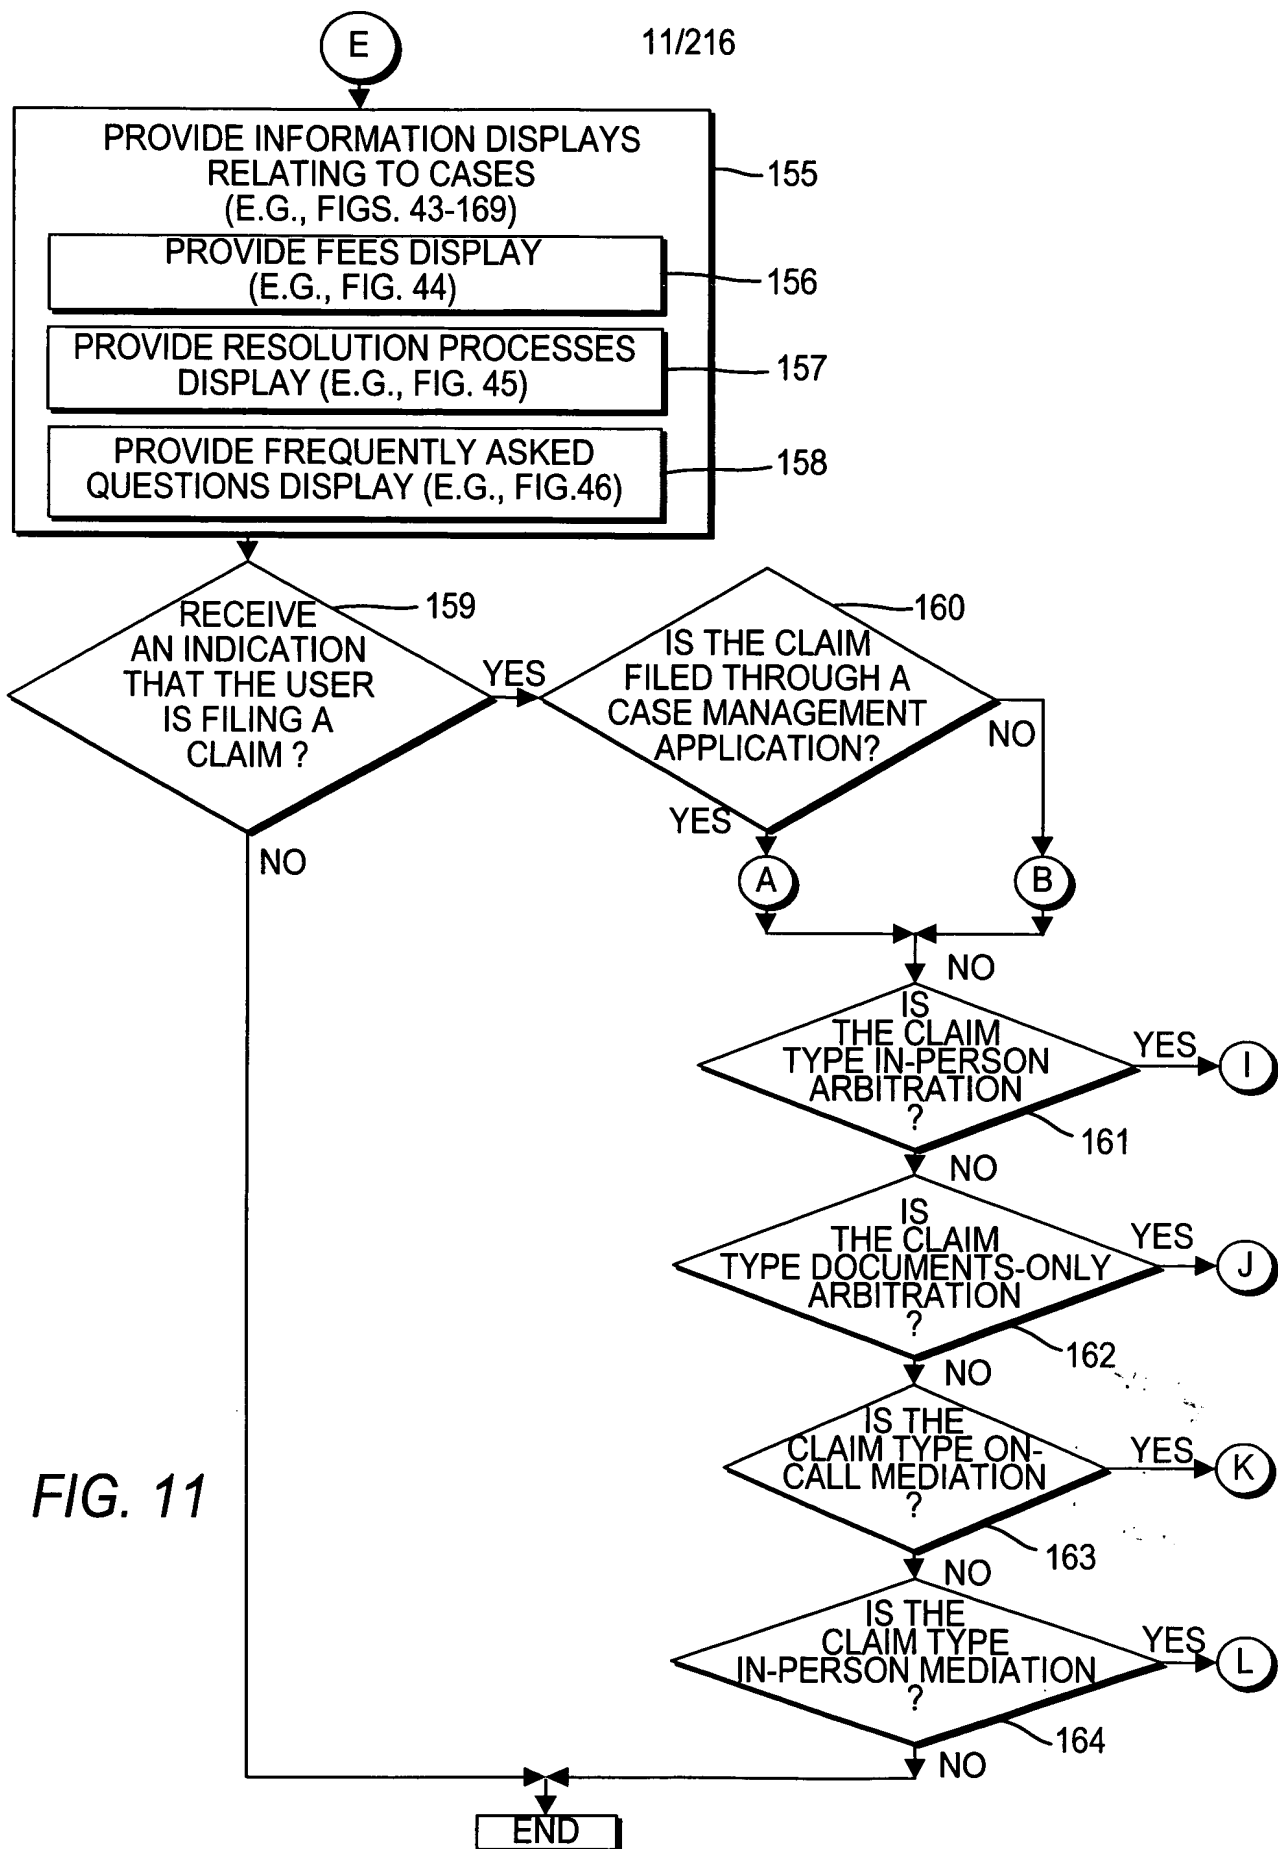 E
11/216
PROVIDE INFORMATION DISPLAYS
RELATING TO CASES
(E.G., FIGS. 43-169)
155
PROVIDE FEES DISPLAY
(E.G., FIG. 44)
156
PROVIDE RESOLUTION PROCESSES
DISPLAY (E.G., FIG. 45)
157
PROVIDE FREQUENTLY ASKED
QUESTIONS DISPLAY (E.G., FIG.46)
158
RECEIVE
AN INDICATION
THAT THE USER
IS FILING A
CLAIM ?
159
YES
NO
IS THE CLAIM
FILED THROUGH A
CASE MANAGEMENT
APPLICATION?
160
NO
YES
A
B
NO
IS
THE CLAIM
TYPE IN-PERSON
ARBITRATION
?
YES
I
161
NO
IS
THE CLAIM
TYPE DOCUMENTS-ONLY
ARBITRATION
?
YES
J
162
NO
IS THE
CLAIM TYPE ON-
CALL MEDIATION
?
YES
K
163
NO
IS THE
CLAIM TYPE
IN-PERSON MEDIATION
?
YES
L
164
NO
END
FIG. 11